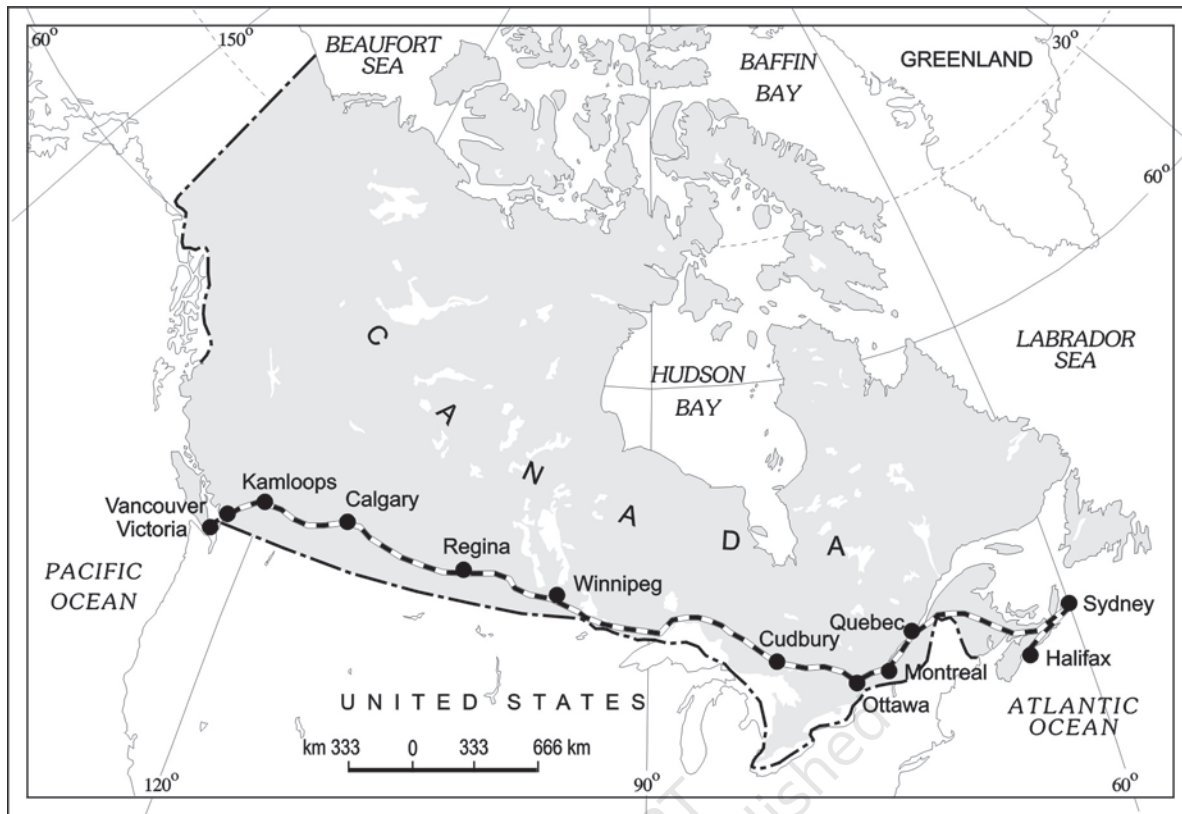 60°
150°
BEAUFORT
SEA
BAFFIN
BAY
GREENLAND
30°
60°
LABRADOR
SEA
HUDSON
BAY
C A N A D A
Kamloops
Vancouver
Victoria
Calgary
Regina
Winnipeg
PACIFIC
OCEAN
Quebec
Cudbury
Sydney
Halifax
Montreal
Ottawa
ATLANTIC
OCEAN
UNITED STATES
km 333 0 333 666 km
120°
90°
60°